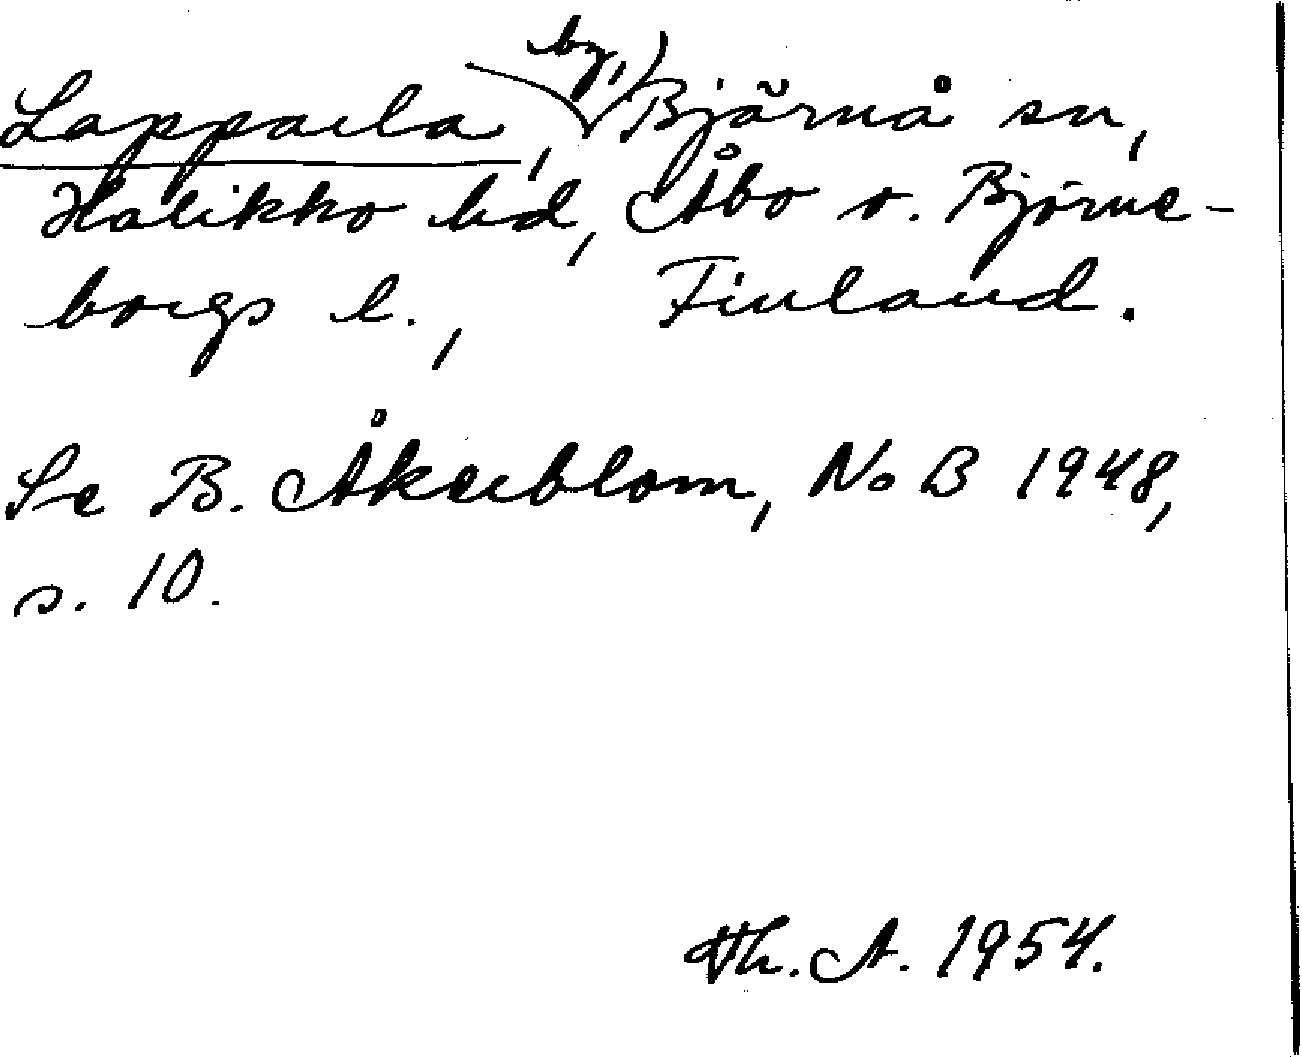 Lappaila, by, Bjärnå sn,
Halikko hd, Åbo o. Björne-
borgs l., Finland.
Se B. Åkerblom, NoB 1948,
s. 10.
Th. A. 1954.